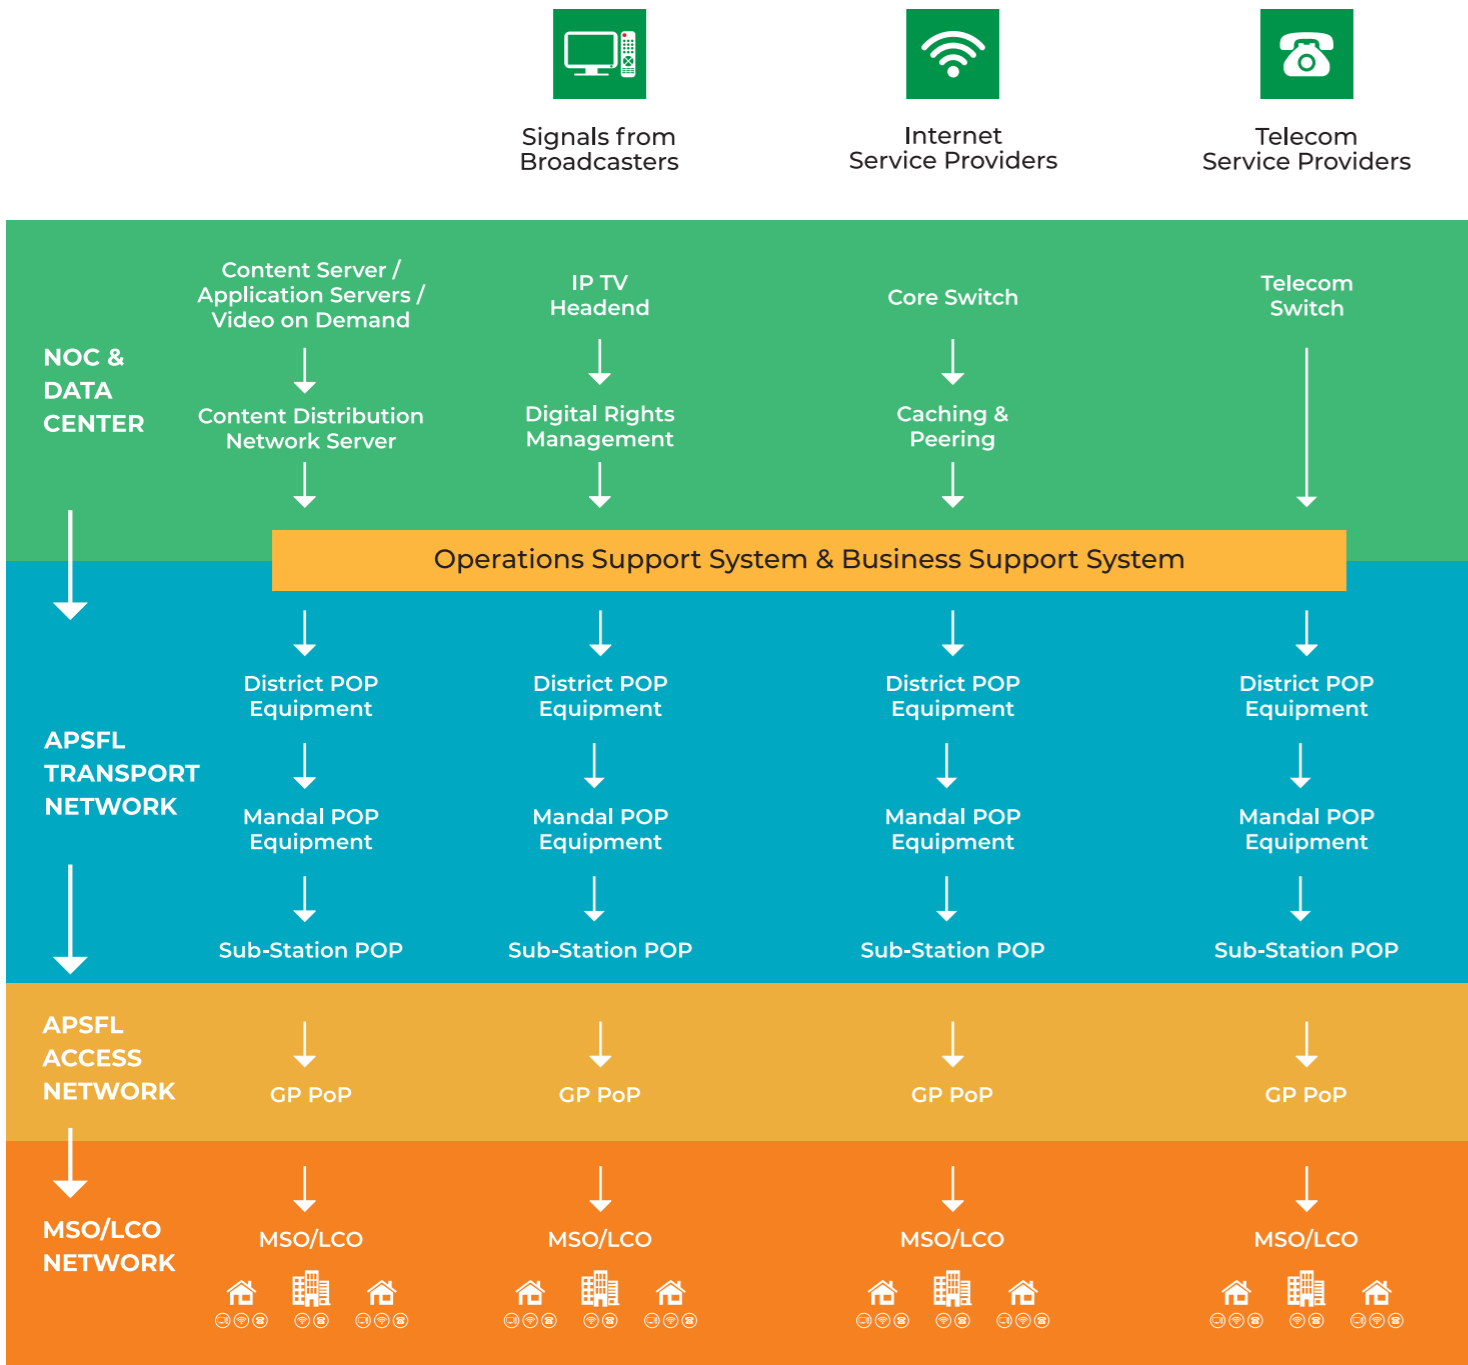 Signals from
Broadcasters
Internet
Service Providers
Telecom
Service Providers
NOC &
DATA
CENTER
Content Server /
Application Servers /
Video on Demand
IP TV
Headend
Core Switch
Telecom
Switch
Content Distribution
Network Server
Digital Rights
Management
Caching &
Peering
Operations Support System & Business Support System
APSFL
TRANSPORT
NETWORK
District POP
Equipment
District POP
Equipment
District POP
Equipment
District POP
Equipment
Mandal POP
Equipment
Mandal POP
Equipment
Mandal POP
Equipment
Mandal POP
Equipment
Sub-Station POP
Sub-Station POP
Sub-Station POP
Sub-Station POP
APSFL
ACCESS
NETWORK
GP PoP
GP PoP
GP PoP
GP PoP
MSO/LCO
NETWORK
MSO/LCO
MSO/LCO
MSO/LCO
MSO/LCO